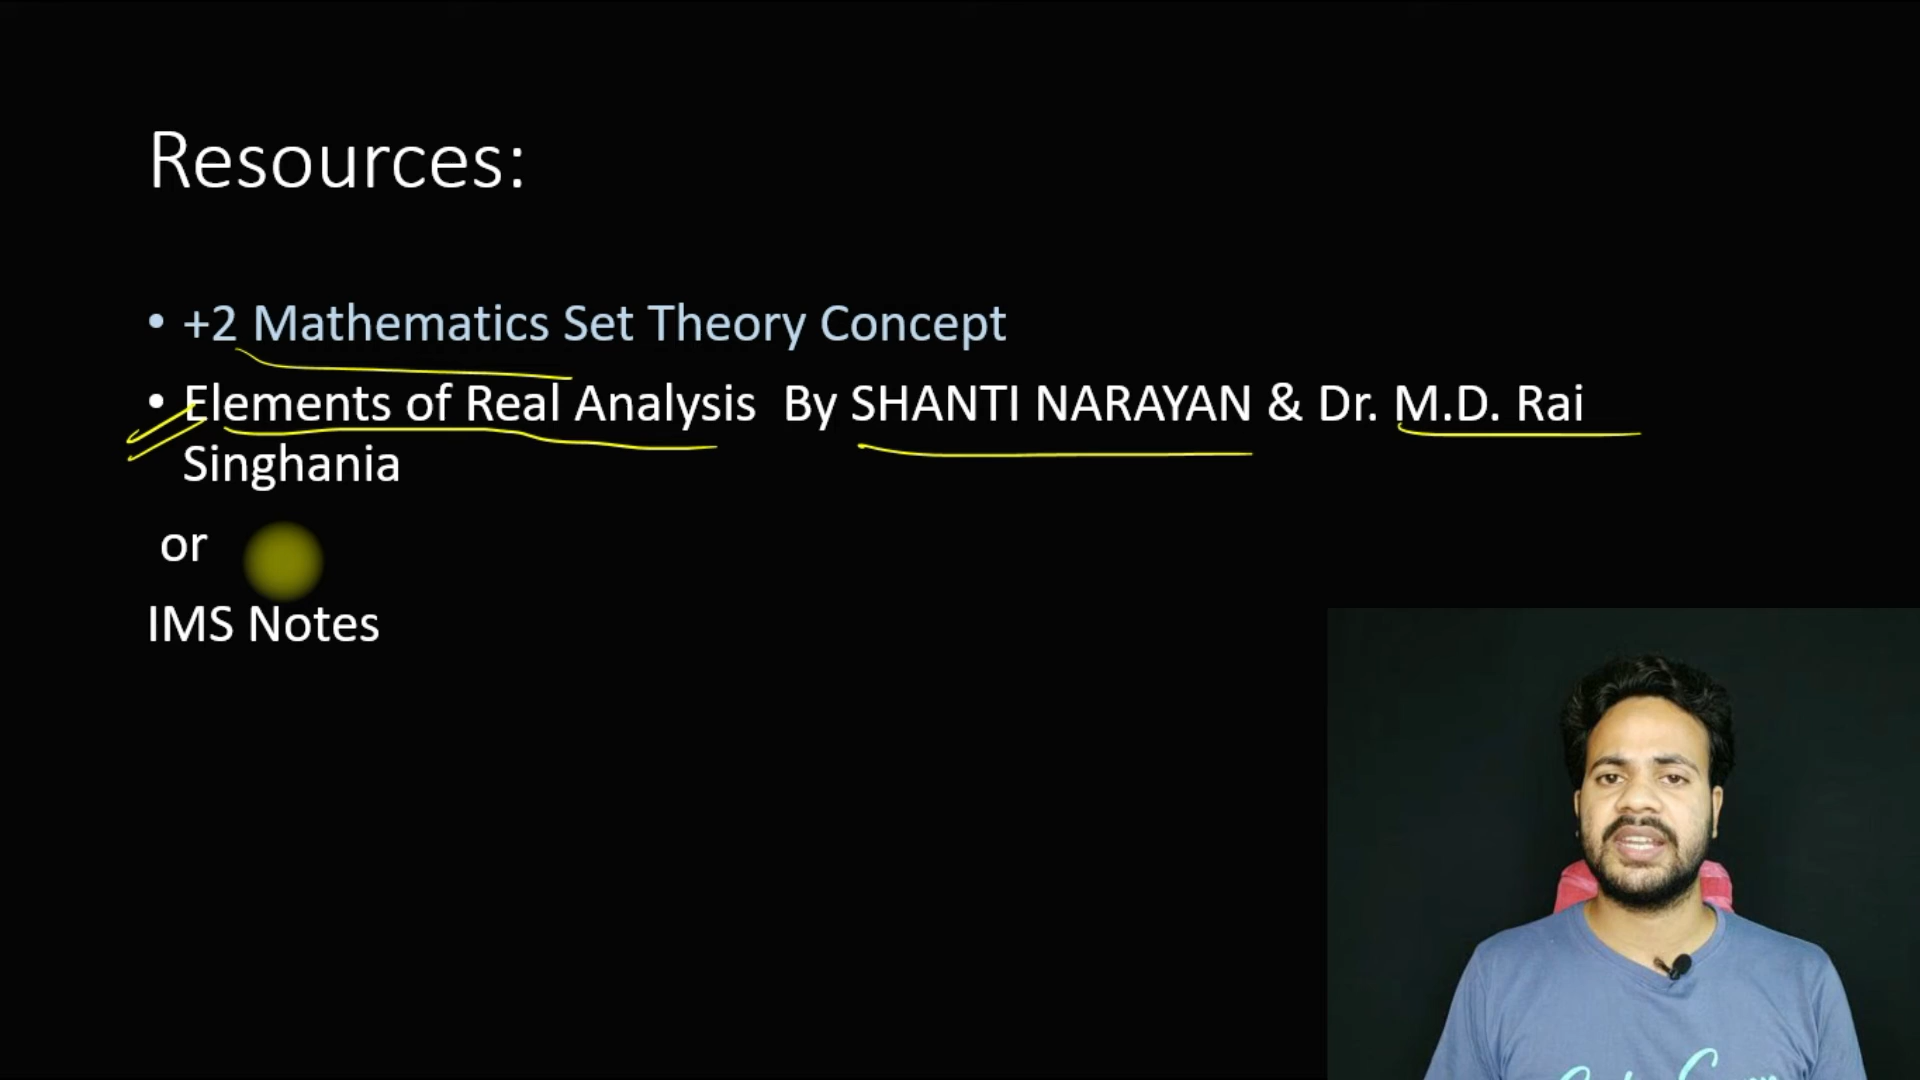 Resources:
• +2 Mathematics Set Theory Concept
• Elements of Real Analysis By SHANTI NARAYAN & Dr. M.D. Rai
Singhania
or
IMS Notes